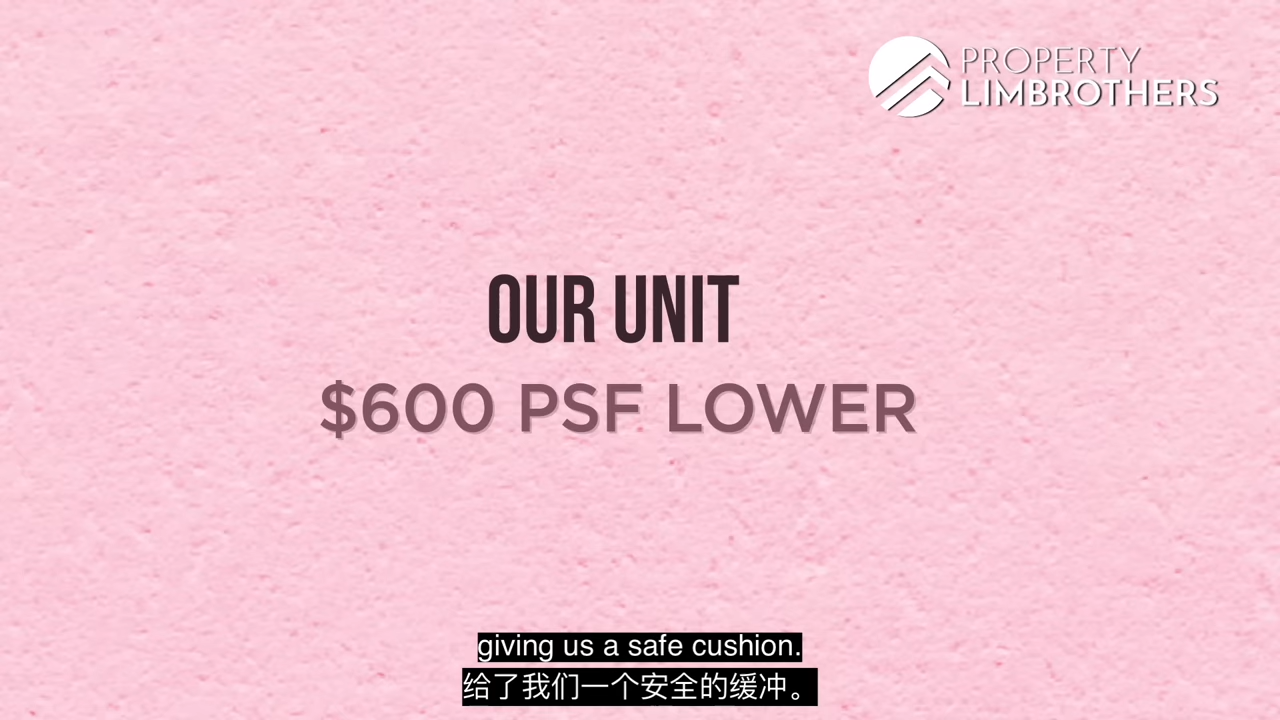 PROPERTY
LIMBROTHERS
OUR UNIT
$600 PSF LOWER
giving us a safe cushion.
给了我们一个安全的缓冲。